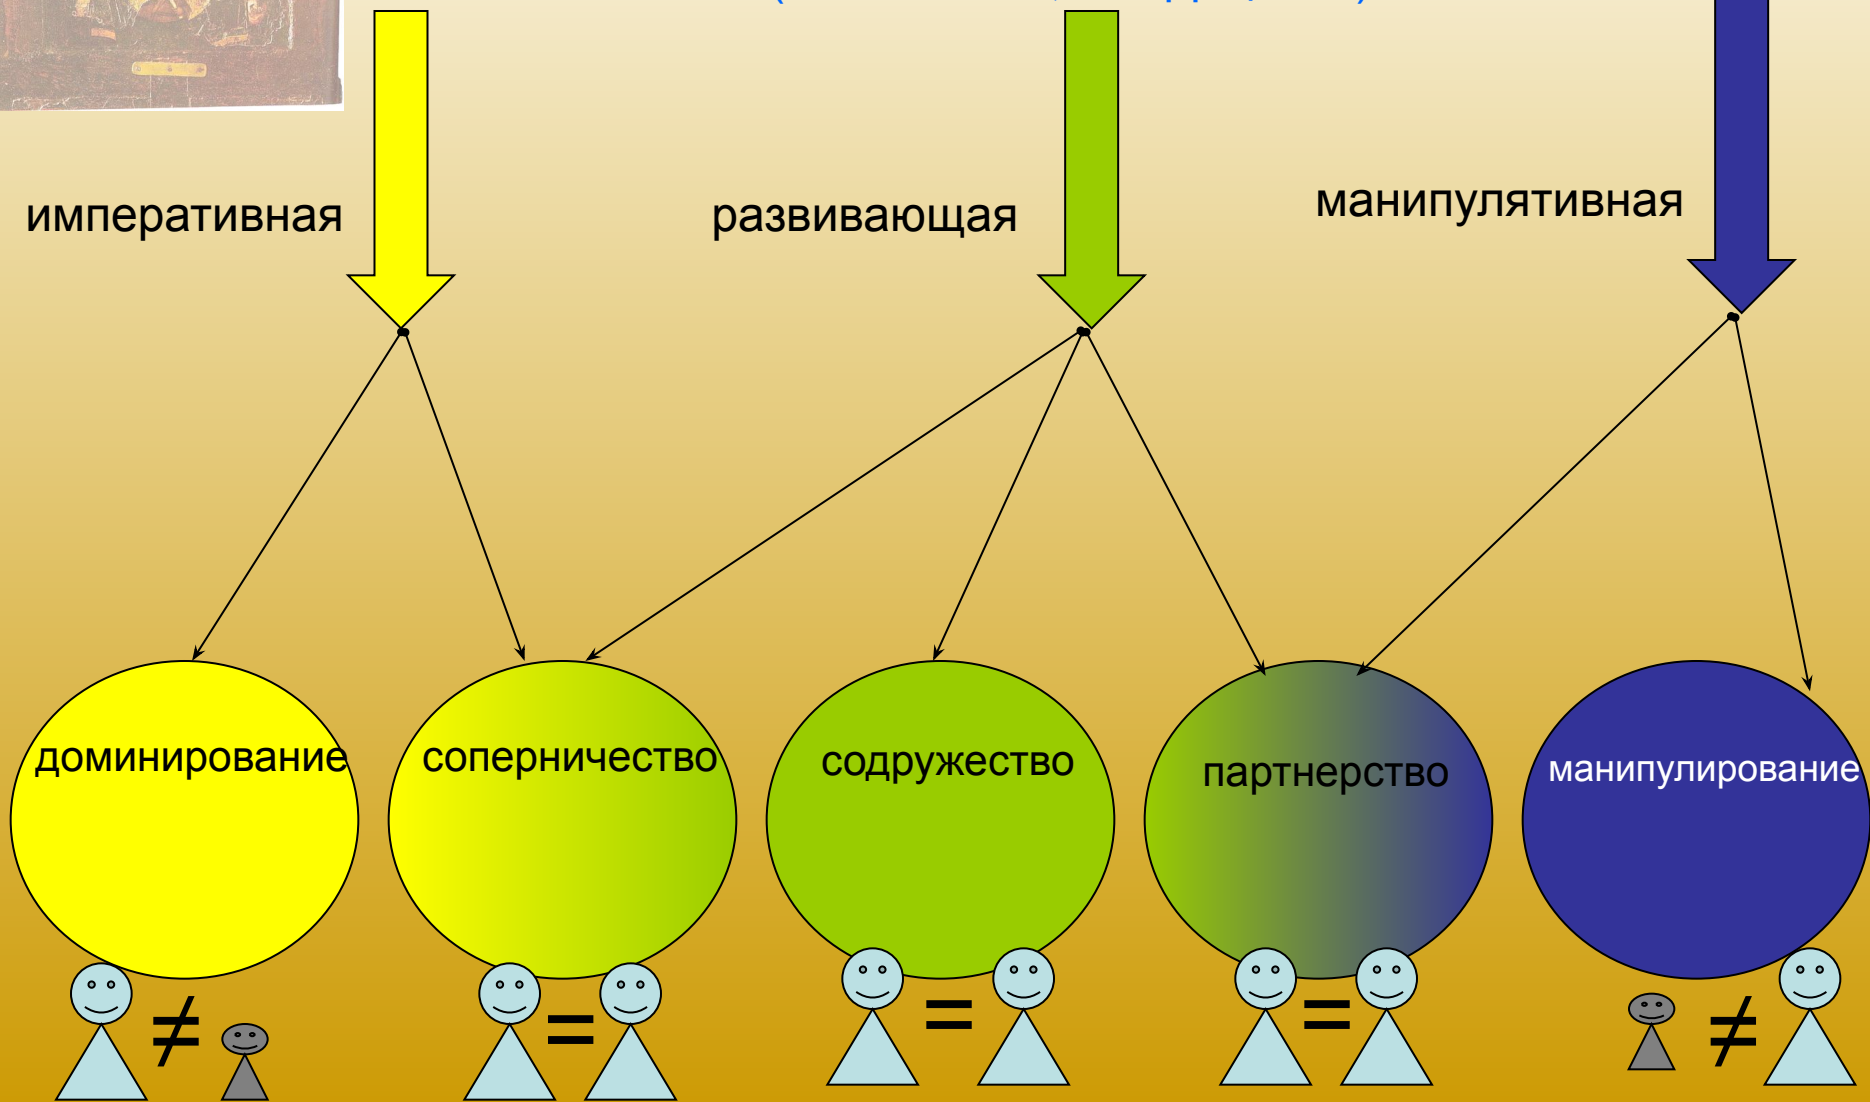 императивная
развивающая
манипулятивная
доминирование
соперничество
содружество
партнерство
манипулирование
≠
=
=
=
≠